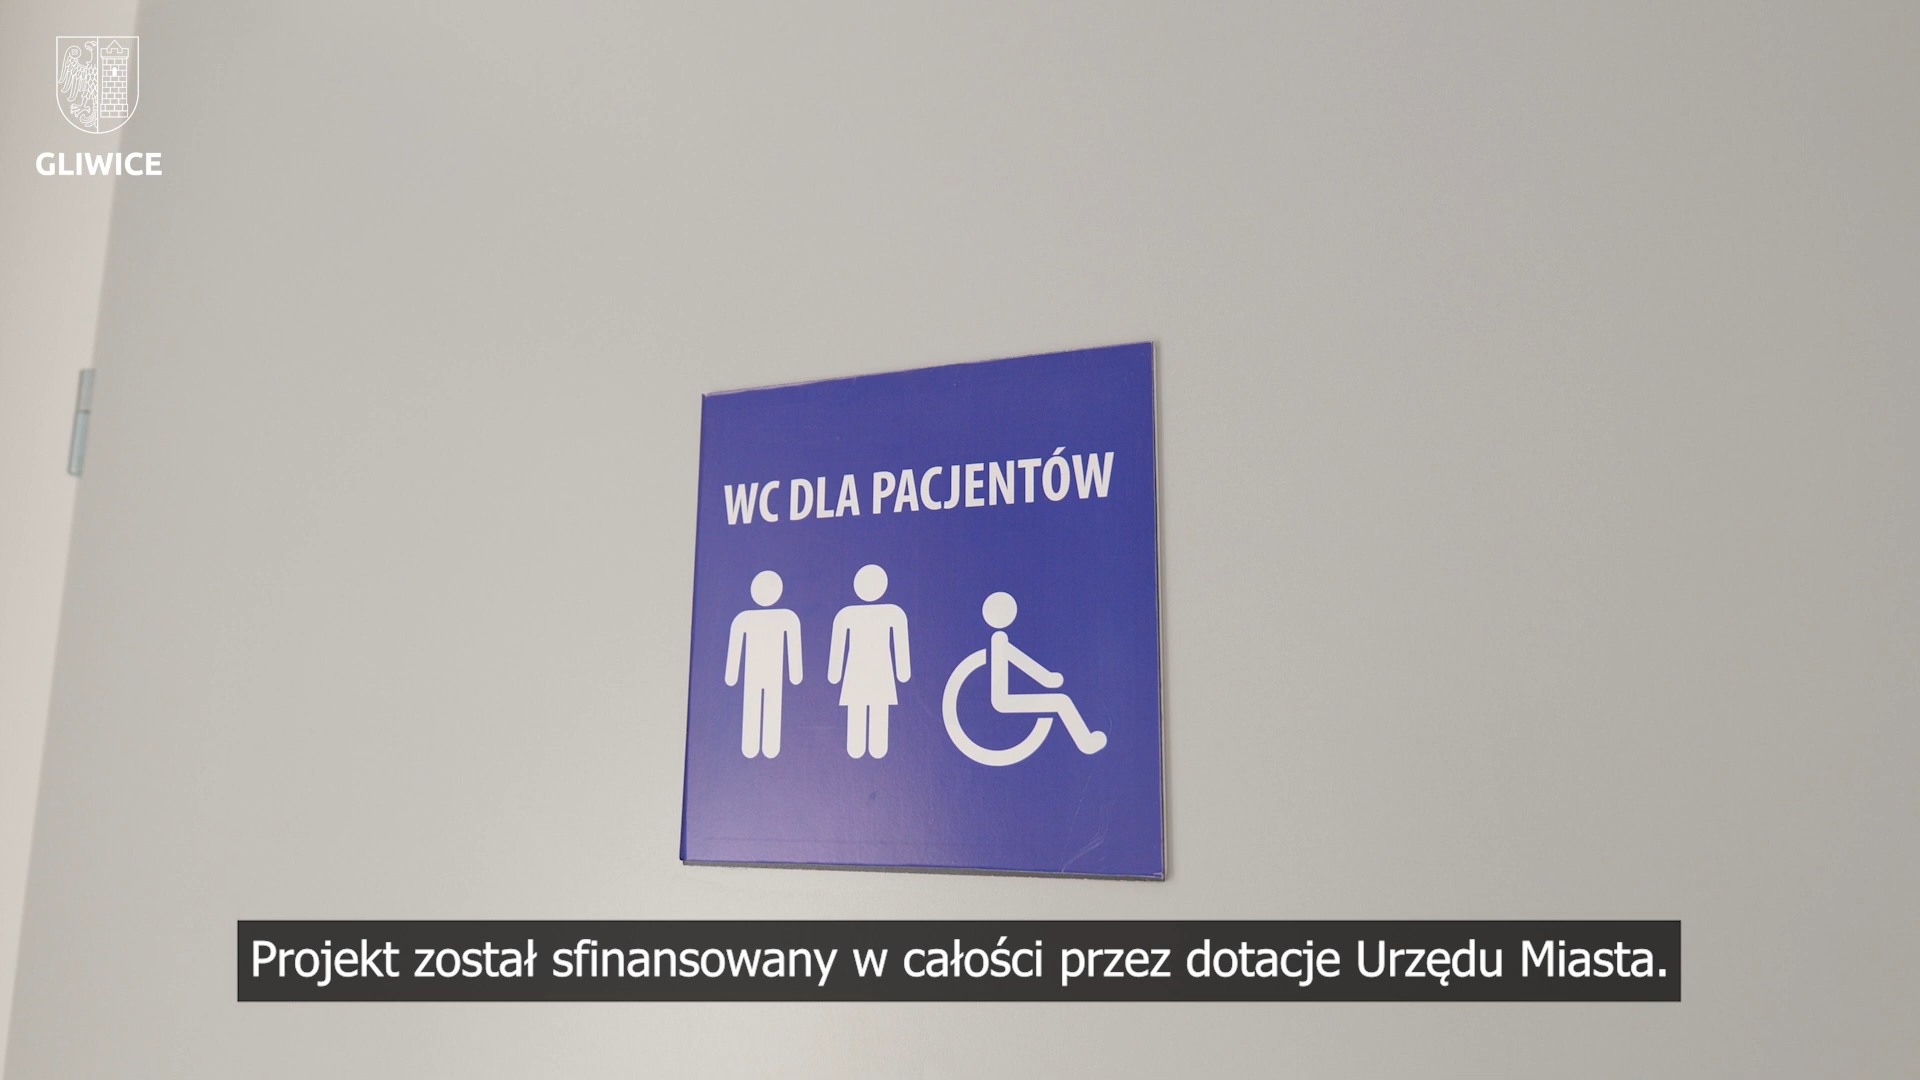 GLIWICE
WC DLA PACJENTÓW
Projekt został sfinansowany w całości przez dotacje Urzędu Miasta.